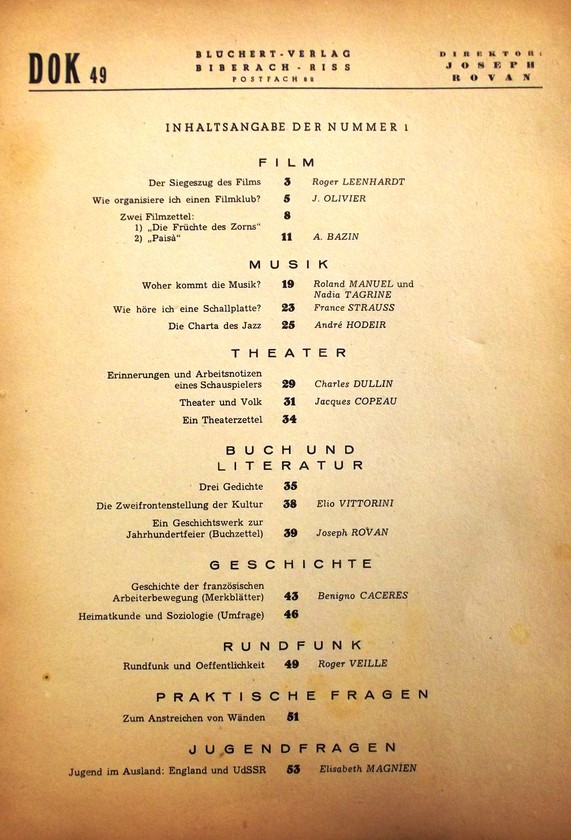 DOK 49
BLÜCHERT-VERLAG
BIBERACH-RISS
POSTFACH 88
DIREKTOR:
JOSEPH
ROVAN
INHALTSANGABE DER NUMMER 1
FILM
Der Siegeszug des Films 3 Roger LEENHARDT
Wie organisiere ich einen Filmklub? 5 J. OLIVIER
Zwei Filmzettel: 8
1) „Die Früchte des Zorns"
2) „Paisà" 11 A. BAZIN
MUSIK
Woher kommt die Musik? 19 Roland MANUEL und
Nadia TAGRINE
Wie höre ich eine Schallplatte? 23 France STRAUSS
Die Charta des Jazz 25 André HODEIR
THEATER
Erinnerungen und Arbeitsnotizen
eines Schauspielers 29 Charles DULLIN
Theater und Volk 31 Jacques COPEAU
Ein Theaterzettel 34
BUCH UND
LITERATUR
Drei Gedichte 35
Die Zweifrontenstellung der Kultur 38 Elio VITTORINI
Ein Geschichtswerk zur
Jahrhundertfeier (Buchzettel) 39 Joseph ROVAN
GESCHICHTE
Geschichte der französischen
Arbeiterbewegung (Merkblätter) 43 Benigno CACERES
Heimatkunde und Soziologie (Umfrage) 46
RUNDFUNK
Rundfunk und Oeffentlichkeit 49 Roger VEILLE
PRAKTISCHE FRAGEN
Zum Anstreichen von Wänden 51
JUGENDFRAGEN
Jugend im Ausland: England und UdSSR 53 Elisabeth MAGNIEN